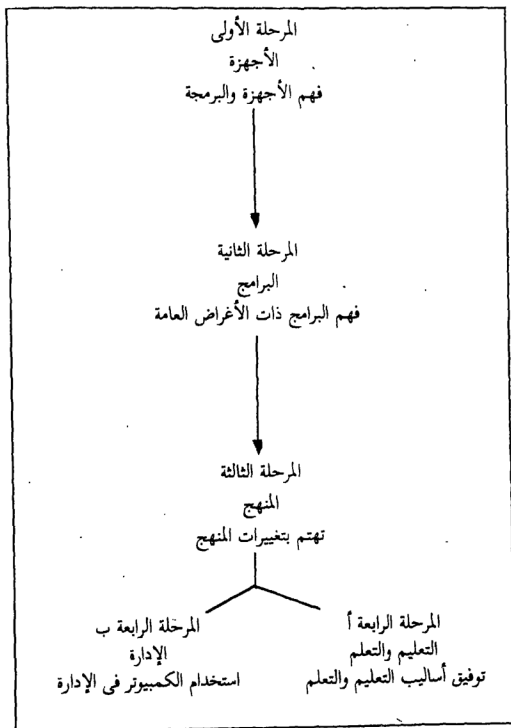 المرحلة الأولى
الأجهزة
فهم الأجهزة والبرمجة
المرحلة الثانية
البرامج
فهم البرامج ذات الأغراض العامة
المرحلة الثالثة
المنهج
تهتم بتغييرات المنهج
المرحلة الرابعة أ
التعليم والتعلم
توفيق أساليب التعليم والتعلم
المرحلة الرابعة ب
الإدارة
استخدام الكمبيوتر فى الإدارة